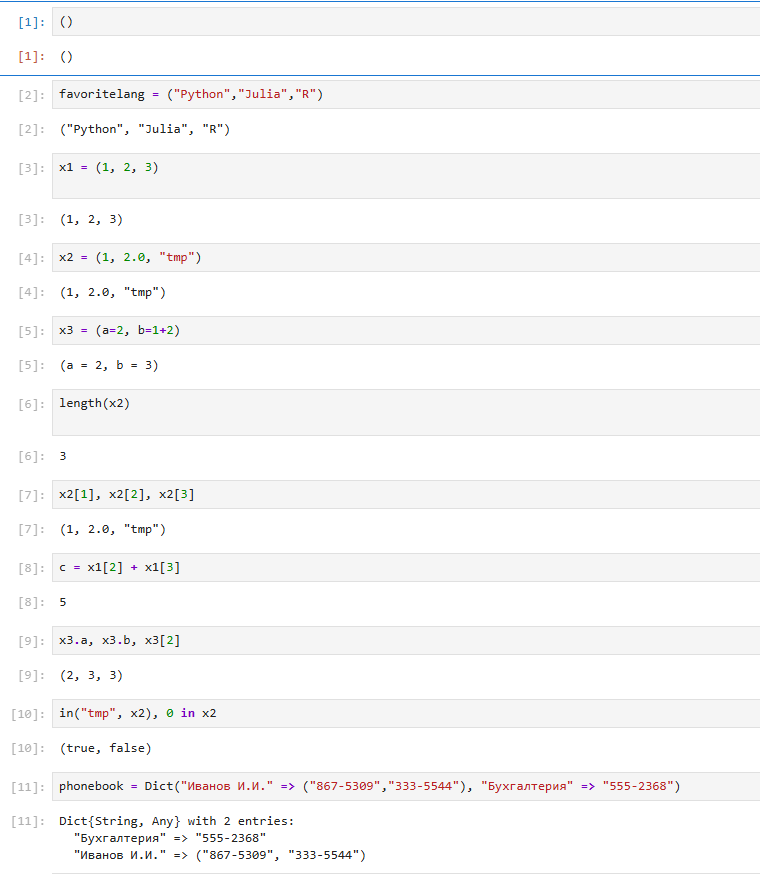 [1]: ()
[1]: ()
[2]: favoritelang = ("Python","Julia","R")
[2]: ("Python", "Julia", "R")
[3]: x1 = (1, 2, 3)
[3]: (1, 2, 3)
[4]: x2 = (1, 2.0, "tmp")
[4]: (1, 2.0, "tmp")
[5]: x3 = (a=2, b=1+2)
[5]: (a = 2, b = 3)
[6]: length(x2)
[6]: 3
[7]: x2[1], x2[2], x2[3]
[7]: (1, 2.0, "tmp")
[8]: c = x1[2] + x1[3]
[8]: 5
[9]: x3.a, x3.b, x3[2]
[9]: (2, 3, 3)
[10]: in("tmp", x2), 0 in x2
[10]: (true, false)
[11]: phonebook = Dict("Иванов И.И." => ("867-5309","333-5544"), "Бухгалтерия" => "555-2368")
[11]: Dict{String, Any} with 2 entries:
"Бухгалтерия" => "555-2368"
"Иванов И.И." => ("867-5309", "333-5544")